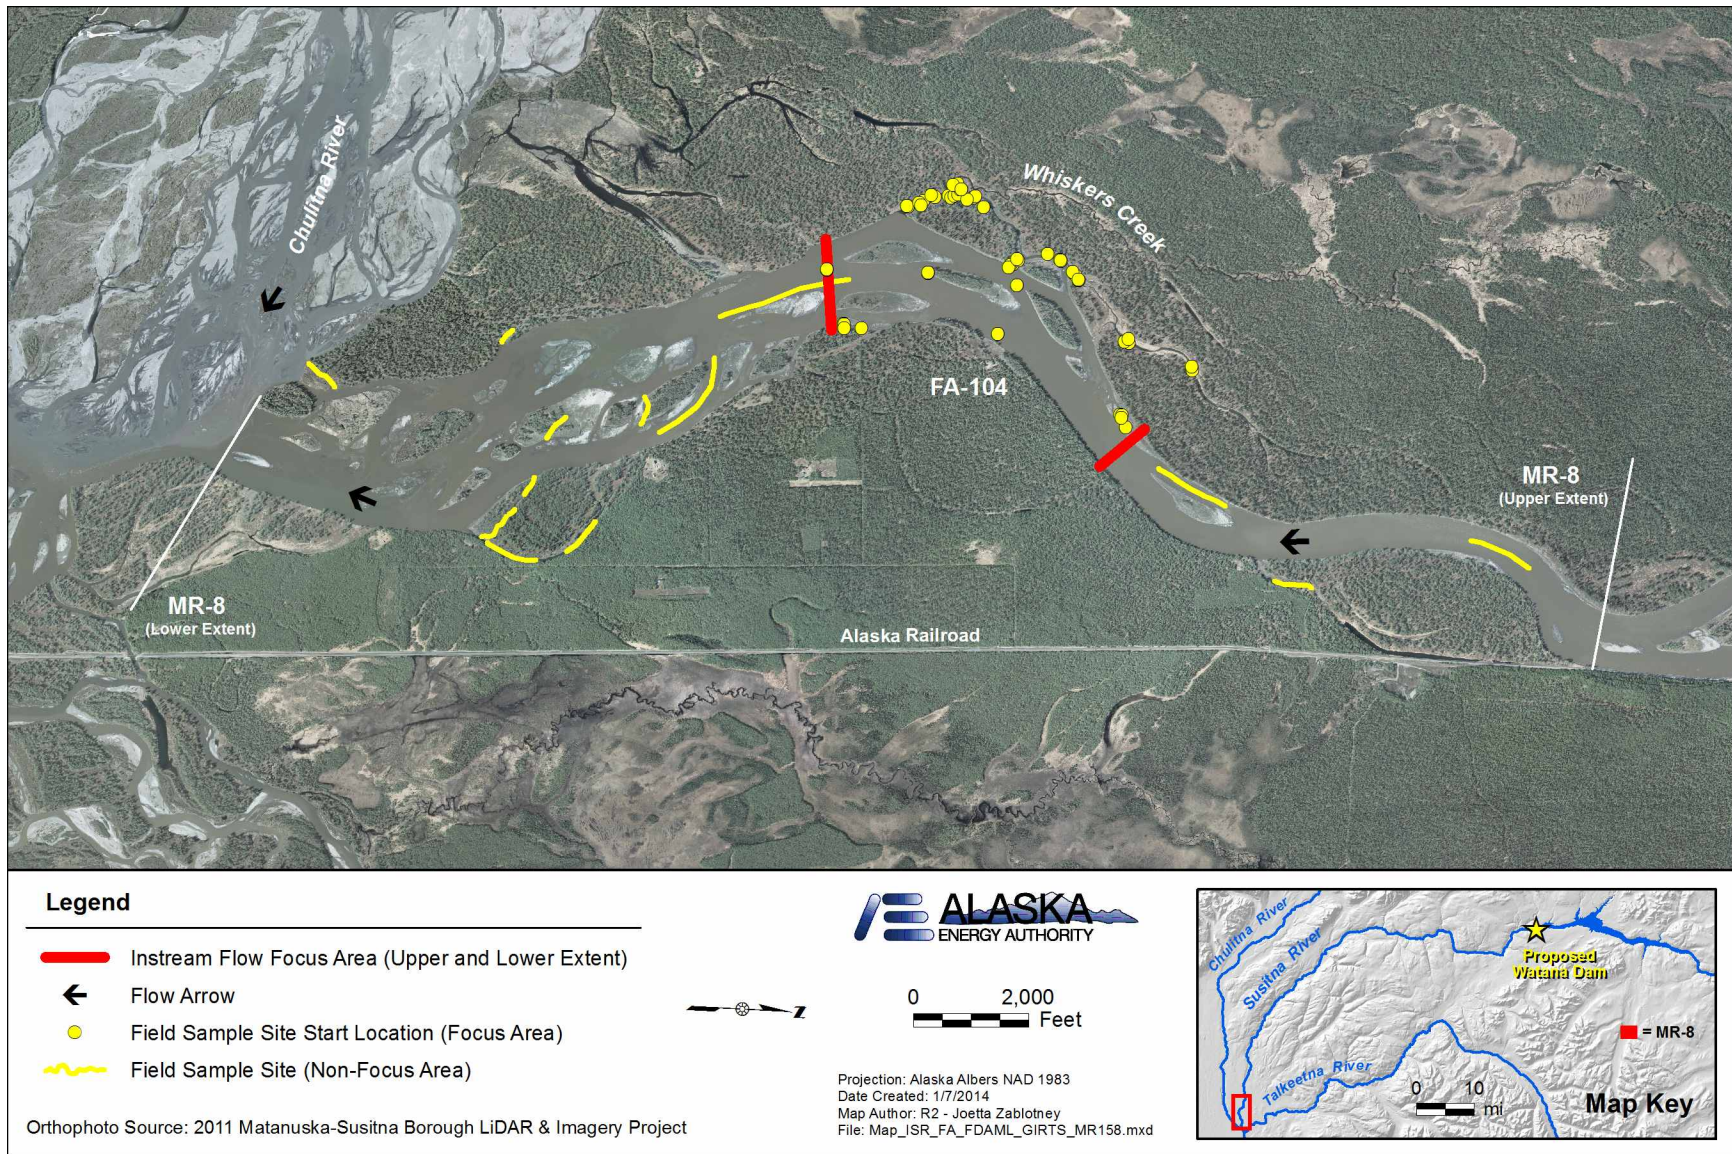 Chulitna River
Whiskers Creek
FA-104
MR-8
(Upper Extent)
MR-8
(Lower Extent)
Alaska Railroad
Legend
Instream Flow Focus Area (Upper and Lower Extent)
Flow Arrow
Field Sample Site Start Location (Focus Area)
Field Sample Site (Non-Focus Area)
Orthophoto Source: 2011 Matanuska-Susitna Borough LiDAR & Imagery Project
N
ALASKA
ENERGY AUTHORITY
0 2,000
Feet
Projection: Alaska Albers NAD 1983
Date Created: 1/7/2014
Map Author: R2 - Joetta Zablotney
File: Map_ISR_FA_FDAML_GIRTS_MR158.mxd
Chulitna River
Susitna River
Proposed
Watana Dam
= MR-8
Talkeetna River
0 10
mi
Map Key